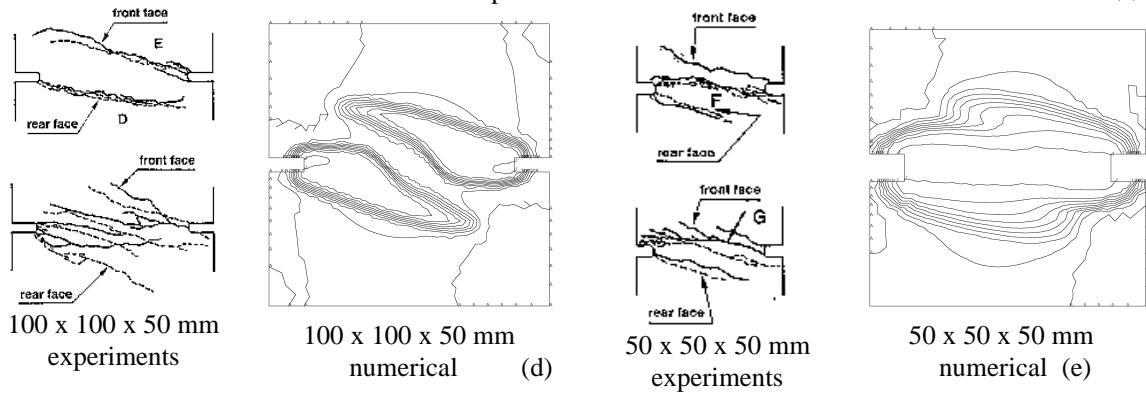 front face
E
D
rear face
front face
rear face
100 x 100 x 50 mm
experiments
100 x 100 x 50 mm
numerical (d)
front face
F
rear face
front face
G
rear face
50 x 50 x 50 mm
experiments
50 x 50 x 50 mm
numerical (e)